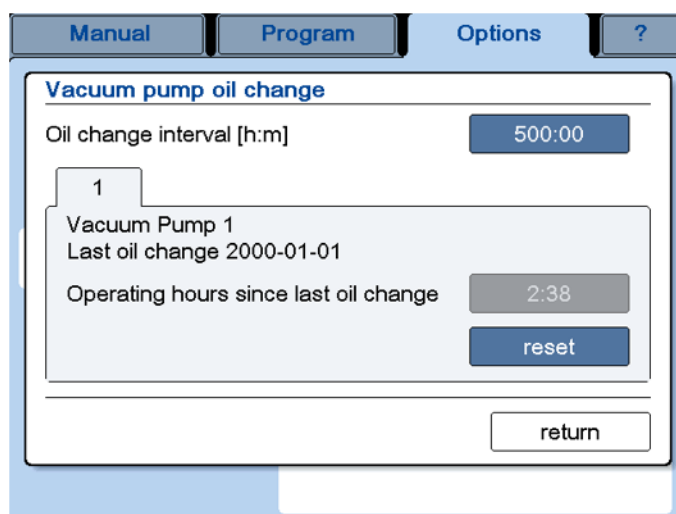 Manual Program Options ?
Vacuum pump oil change
Oil change interval [h:m] 500:00
1
Vacuum Pump 1
Last oil change 2000-01-01
Operating hours since last oil change 2:38
reset
return